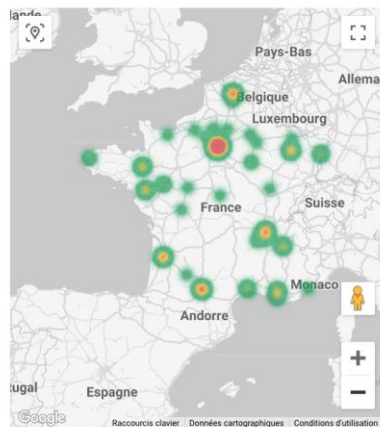 lande
Pays-Bas
Belgique
Allema
Luxembourg
France
Suisse
Monaco
Andorre
tugal
Espagne
Google
Raccourcis clavier Données cartographiques Conditions d'utilisation